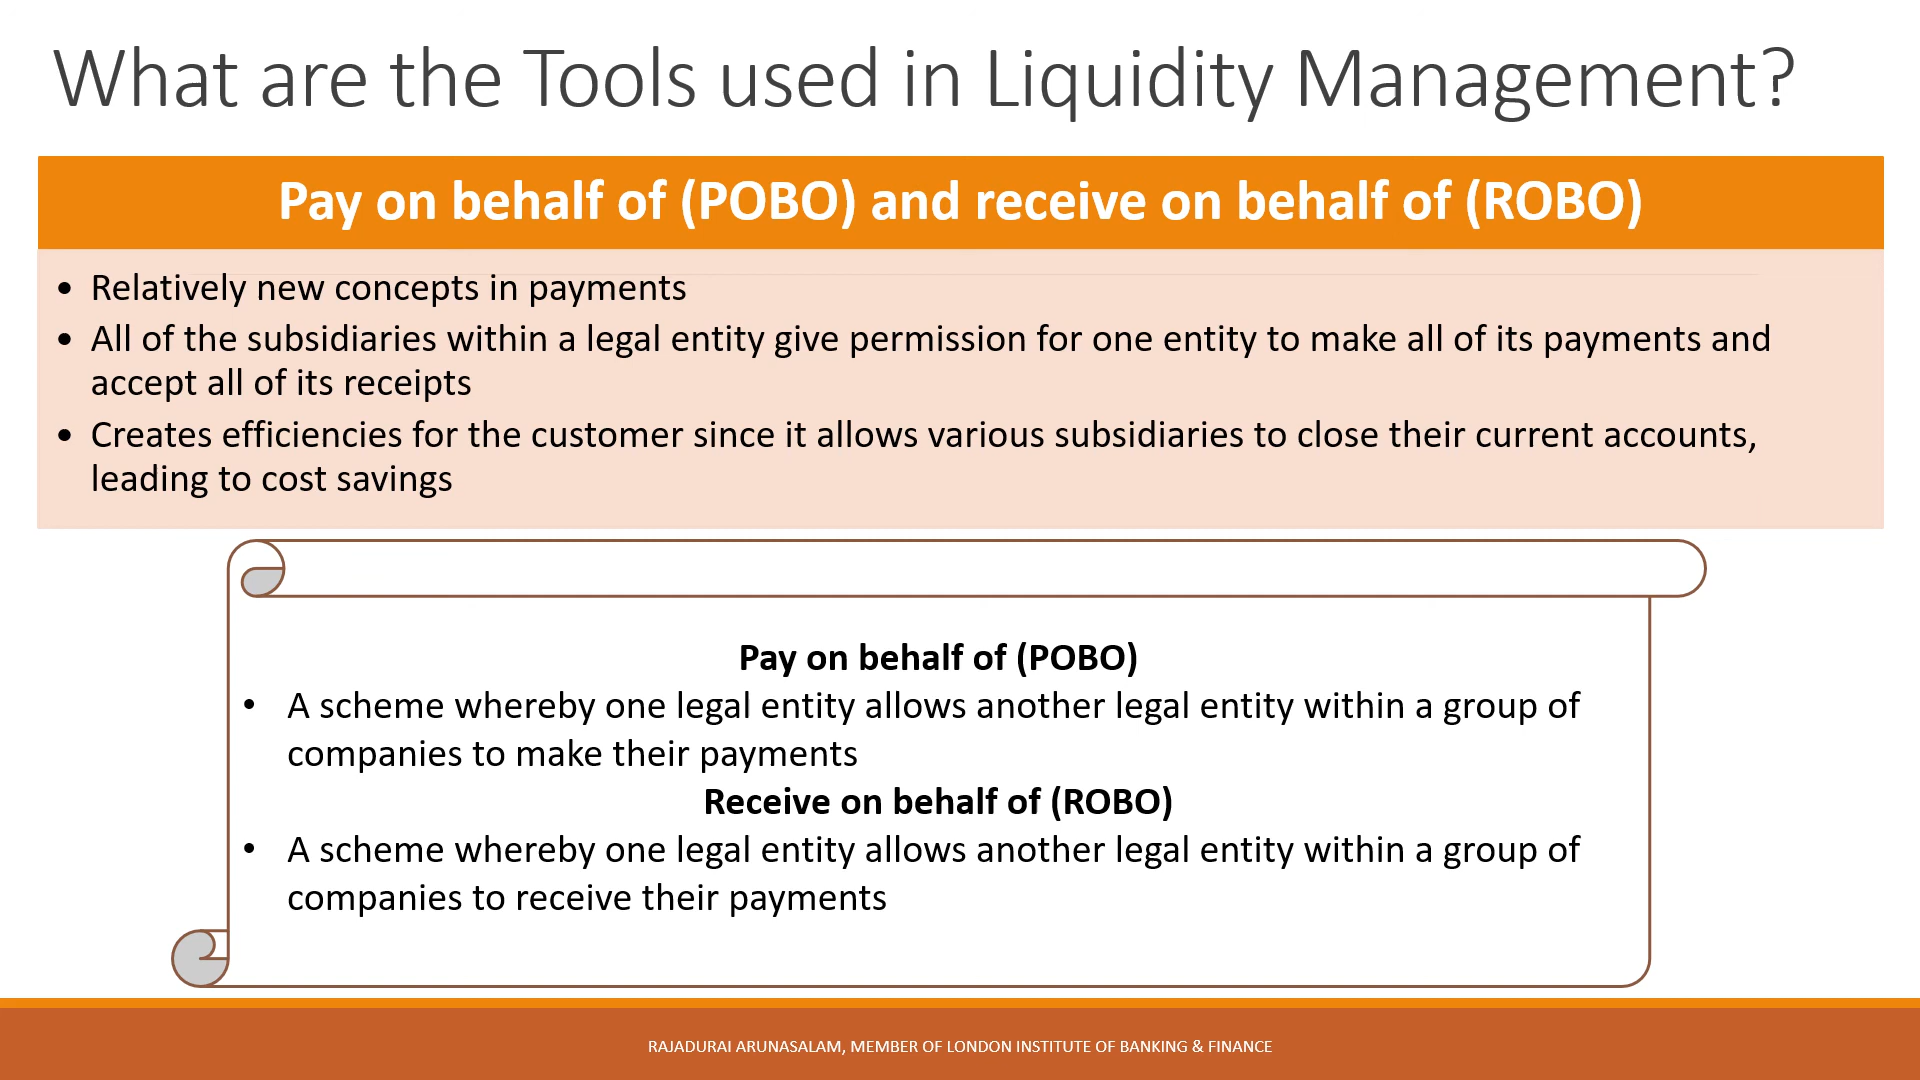 What are the Tools used in Liquidity Management?
Pay on behalf of (POBO) and receive on behalf of (ROBO)
• Relatively new concepts in payments
• All of the subsidiaries within a legal entity give permission for one entity to make all of its payments and
accept all of its receipts
• Creates efficiencies for the customer since it allows various subsidiaries to close their current accounts,
leading to cost savings
Pay on behalf of (POBO)
• A scheme whereby one legal entity allows another legal entity within a group of
companies to make their payments
Receive on behalf of (ROBO)
• A scheme whereby one legal entity allows another legal entity within a group of
companies to receive their payments
RAJADURAI ARUNASALAM, MEMBER OF LONDON INSTITUTE OF BANKING & FINANCE